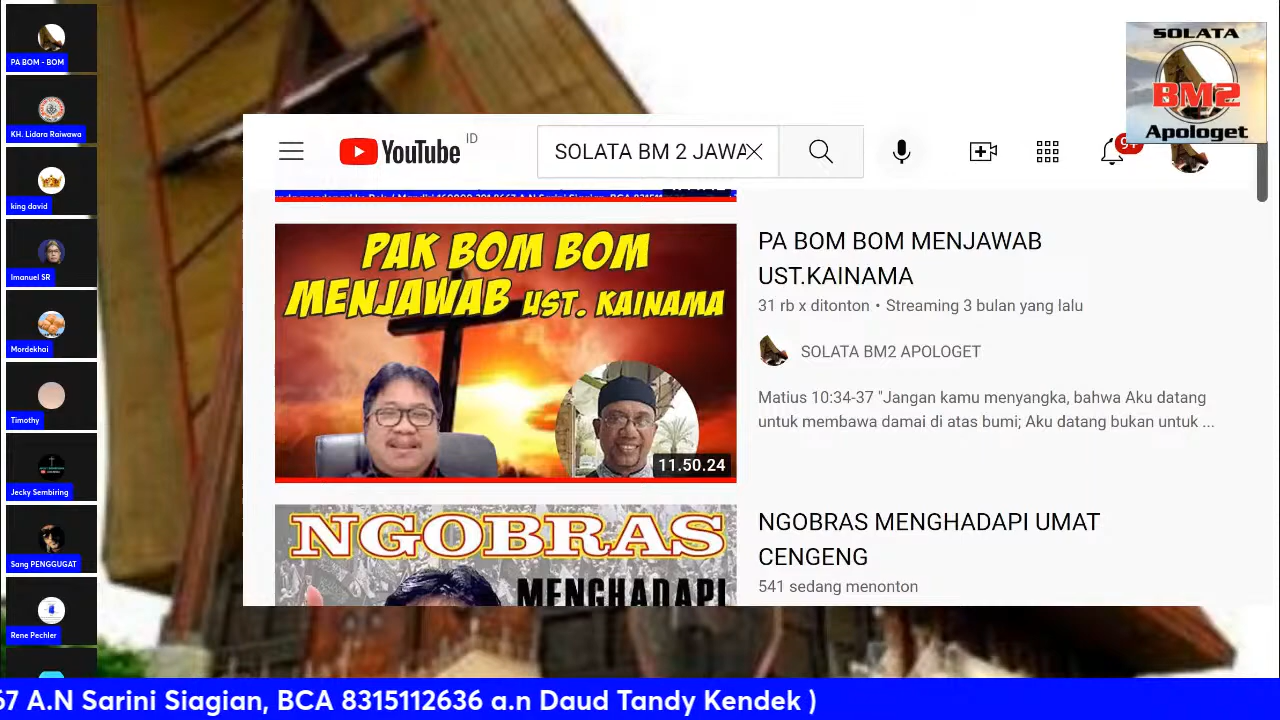 PA BOM - BOM
KH. Lidara Raiwawa
king david
Imanuel SR
Mordekhai
Timothy
Jecky Sembiring
Sang PENGGUGAT
Rene Pechler
SOLATA
BM2
Apologet
YouTube ID
SOLATA BM 2 JAWA
9+
PAK BOM BOM
MENJAWAB UST. KAINAMA
11.50.24
PA BOM BOM MENJAWAB
UST.KAINAMA
31 rb x ditonton • Streaming 3 bulan yang lalu
SOLATA BM2 APOLOGET
Matius 10:34-37 "Jangan kamu menyangka, bahwa Aku datang
untuk membawa damai di atas bumi; Aku datang bukan untuk ...
NGOBRAS
MENGHADAPI
NGOBRAS MENGHADAPI UMAT
CENGENG
541 sedang menonton
67 A.N Sarini Siagian, BCA 8315112636 a.n Daud Tandy Kendek )